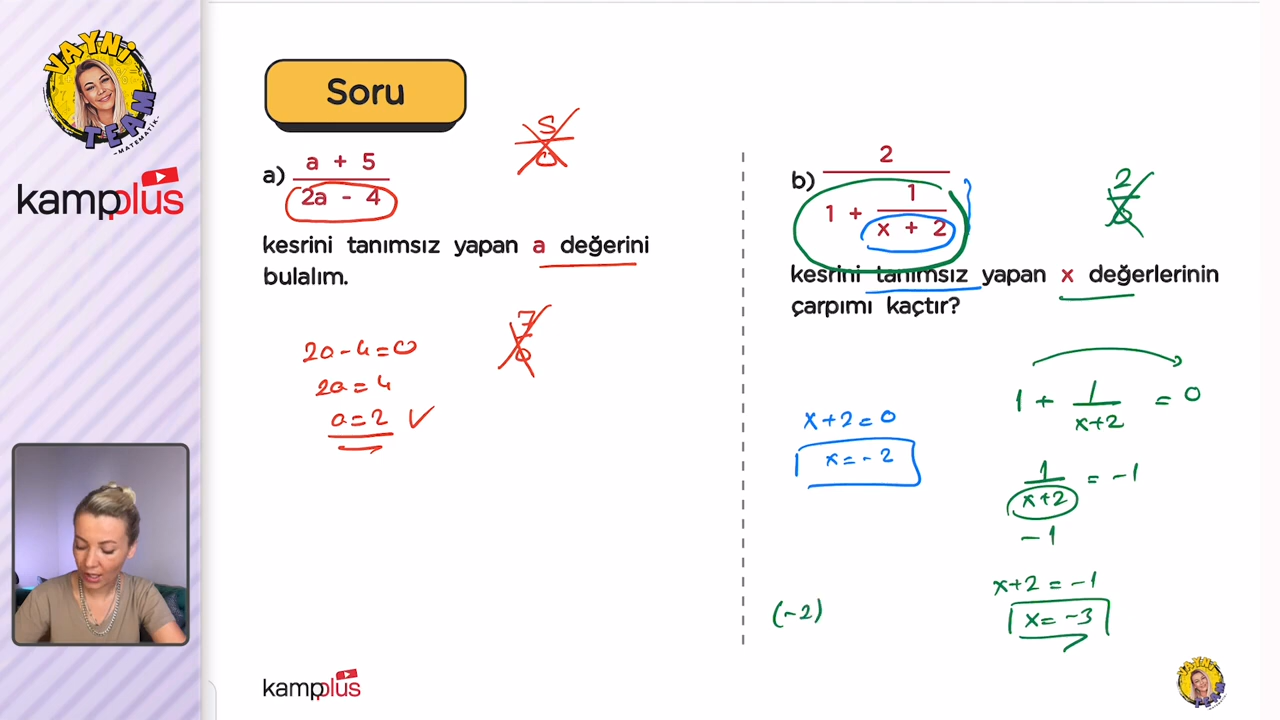 VAYNİ
TEAM
-MATEMATİK-
kampplus
Soru
a) a + 5
2a - 4
kesrini tanımsız yapan a değerini
bulalım.
5
0
2a-4=0
2a=4
a=2 ✓
7
0
b) 2
1 + 1
x + 2
kesrini tanımsız yapan x değerlerinin
çarpımı kaçtır?
2
0
x+2=0
x=-2
(-2)
1 + 1 = 0
x+2
1 = -1
x+2
-1
x+2 = -1
x= -3
kampplus
VAYNİ
TEAM